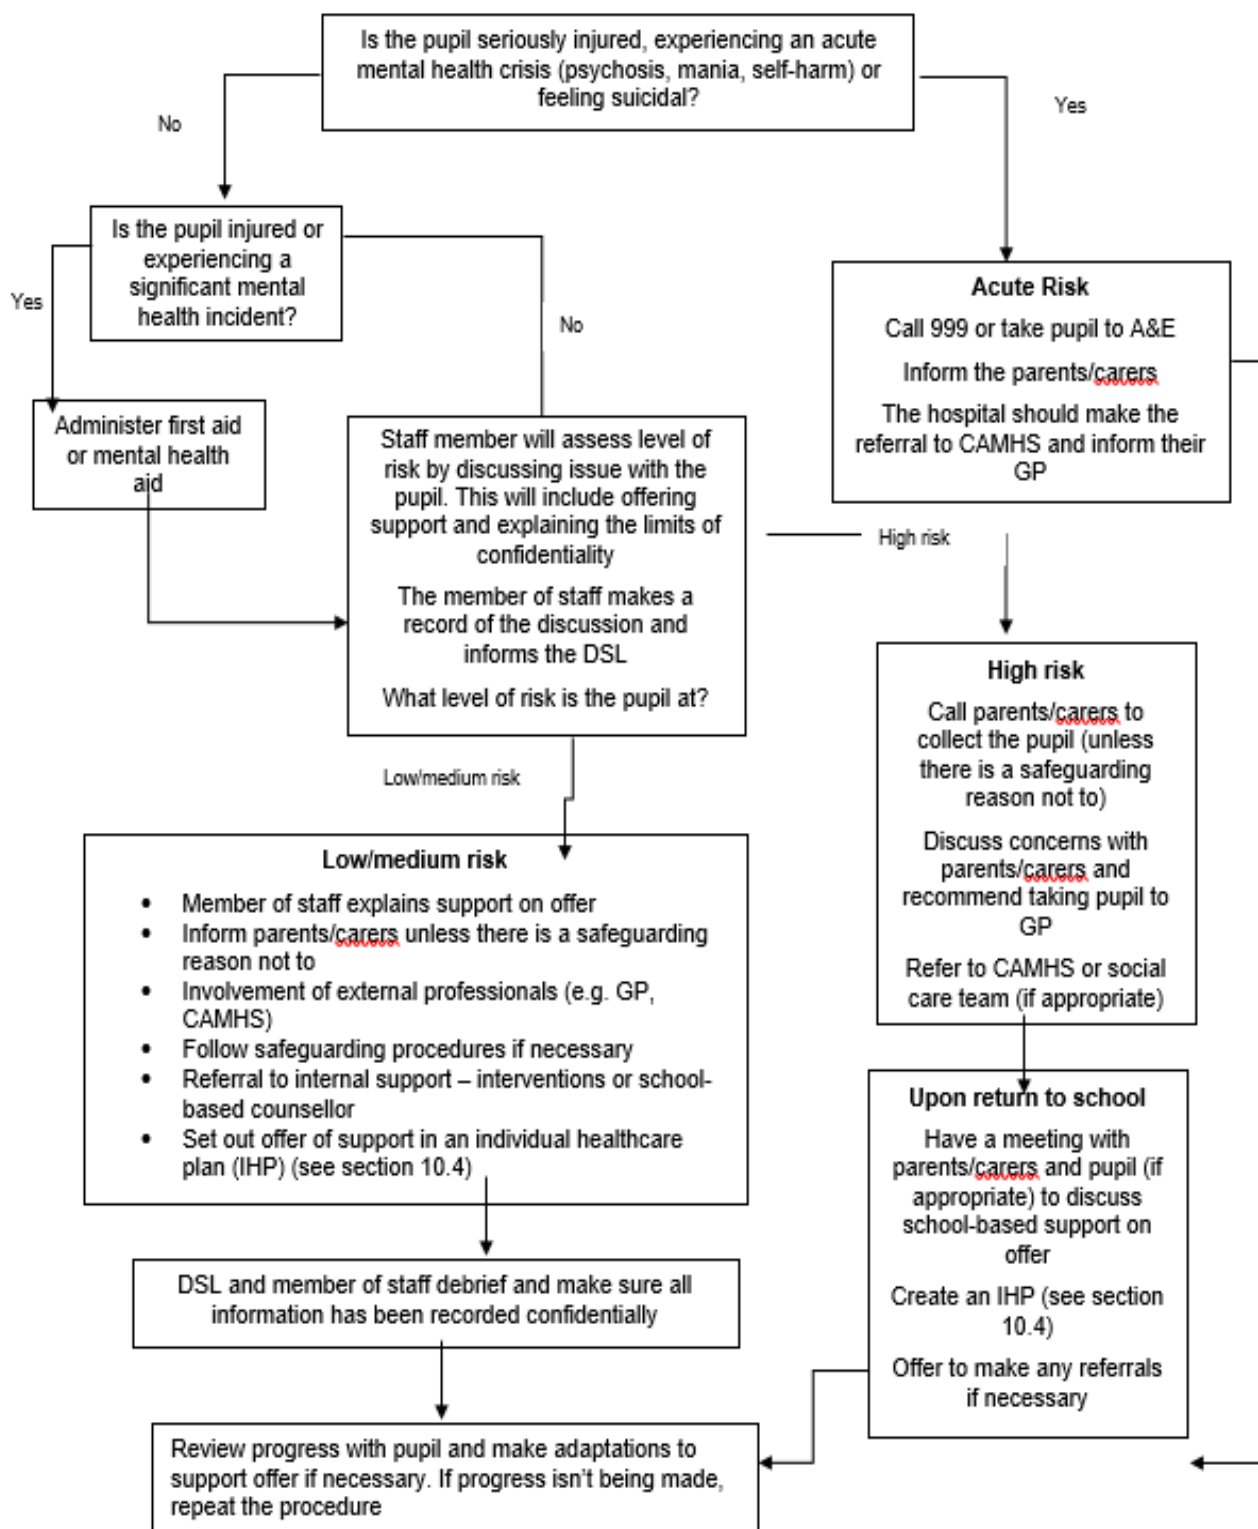 Is the pupil seriously injured, experiencing an acute
mental health crisis (psychosis, mania, self-harm) or
feeling suicidal?
No
Yes
Is the pupil injured or
experiencing a
significant mental
health incident?
Yes
No
Acute Risk
Call 999 or take pupil to A&E
Inform the parents/carers
The hospital should make the
referral to CAMHS and inform their
GP
Administer first aid
or mental health
aid
Staff member will assess level of
risk by discussing issue with the
pupil. This will include offering
support and explaining the limits of
confidentiality
The member of staff makes a
record of the discussion and
informs the DSL
What level of risk is the pupil at?
High risk
Low/medium risk
High risk
Call parents/carers to
collect the pupil (unless
there is a safeguarding
reason not to)
Discuss concerns with
parents/carers and
recommend taking pupil to
GP
Refer to CAMHS or social
care team (if appropriate)
Low/medium risk
• Member of staff explains support on offer
• Inform parents/carers unless there is a safeguarding
reason not to
• Involvement of external professionals (e.g. GP,
CAMHS)
• Follow safeguarding procedures if necessary
• Referral to internal support – interventions or school-
based counsellor
• Set out offer of support in an individual healthcare
plan (IHP) (see section 10.4)
Upon return to school
Have a meeting with
parents/carers and pupil (if
appropriate) to discuss
school-based support on
offer
Create an IHP (see section
10.4)
Offer to make any referrals
if necessary
DSL and member of staff debrief and make sure all
information has been recorded confidentially
Review progress with pupil and make adaptations to
support offer if necessary. If progress isn't being made,
repeat the procedure